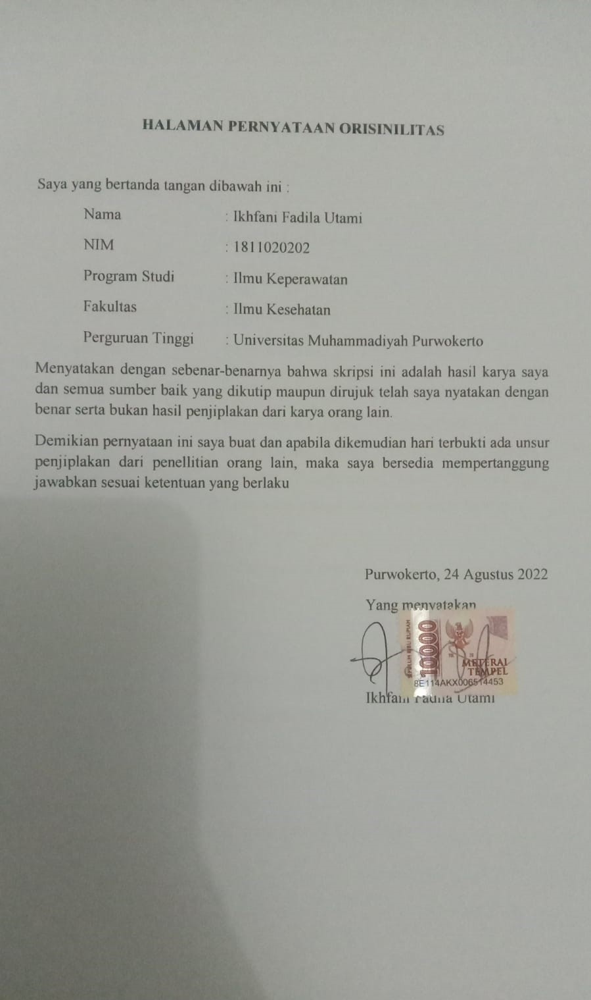 HALAMAN PERNYATAAN ORISINILITAS
Saya yang bertanda tangan dibawah ini :
Nama : Ikhfani Fadila Utami
NIM : 1811020202
Program Studi : Ilmu Keperawatan
Fakultas : Ilmu Kesehatan
Perguruan Tinggi : Universitas Muhammadiyah Purwokerto
Menyatakan dengan sebenar-benarnya bahwa skripsi ini adalah hasil karya saya
dan semua sumber baik yang dikutip maupun dirujuk telah saya nyatakan dengan
benar serta bukan hasil penjiplakan dari karya orang lain.
Demikian pernyataan ini saya buat dan apabila dikemudian hari terbukti ada unsur
penjiplakan dari penellitian orang lain, maka saya bersedia mempertanggung
jawabkan sesuai ketentuan yang berlaku
Purwokerto, 24 Agustus 2022
Yang menyatakan
10000
METERAI
TEMPEL
8E114AKX006514453
Ikhfani Fadila Utami